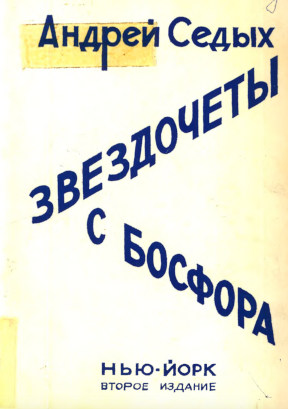 Андрей Седых
ЗВЕЗДОЧЕТЫ
С БОСФОРА
НЬЮ-ЙОРК
ВТОРОЕ ИЗДАНИЕ